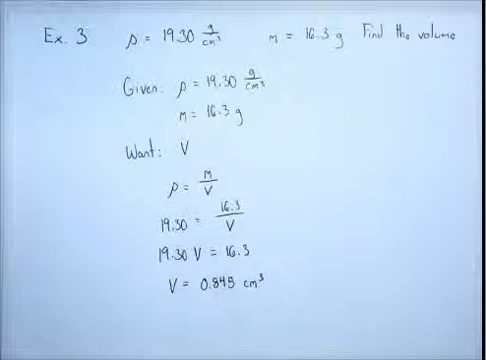 Ex. 3 ρ = 19.30 g/cm³ m = 16.3 g Find the volume
Given: ρ = 19.30 g/cm³
m = 16.3 g
Want: V
ρ = m/V
19.30 = 16.3/V
19.30 V = 16.3
V = 0.845 cm³